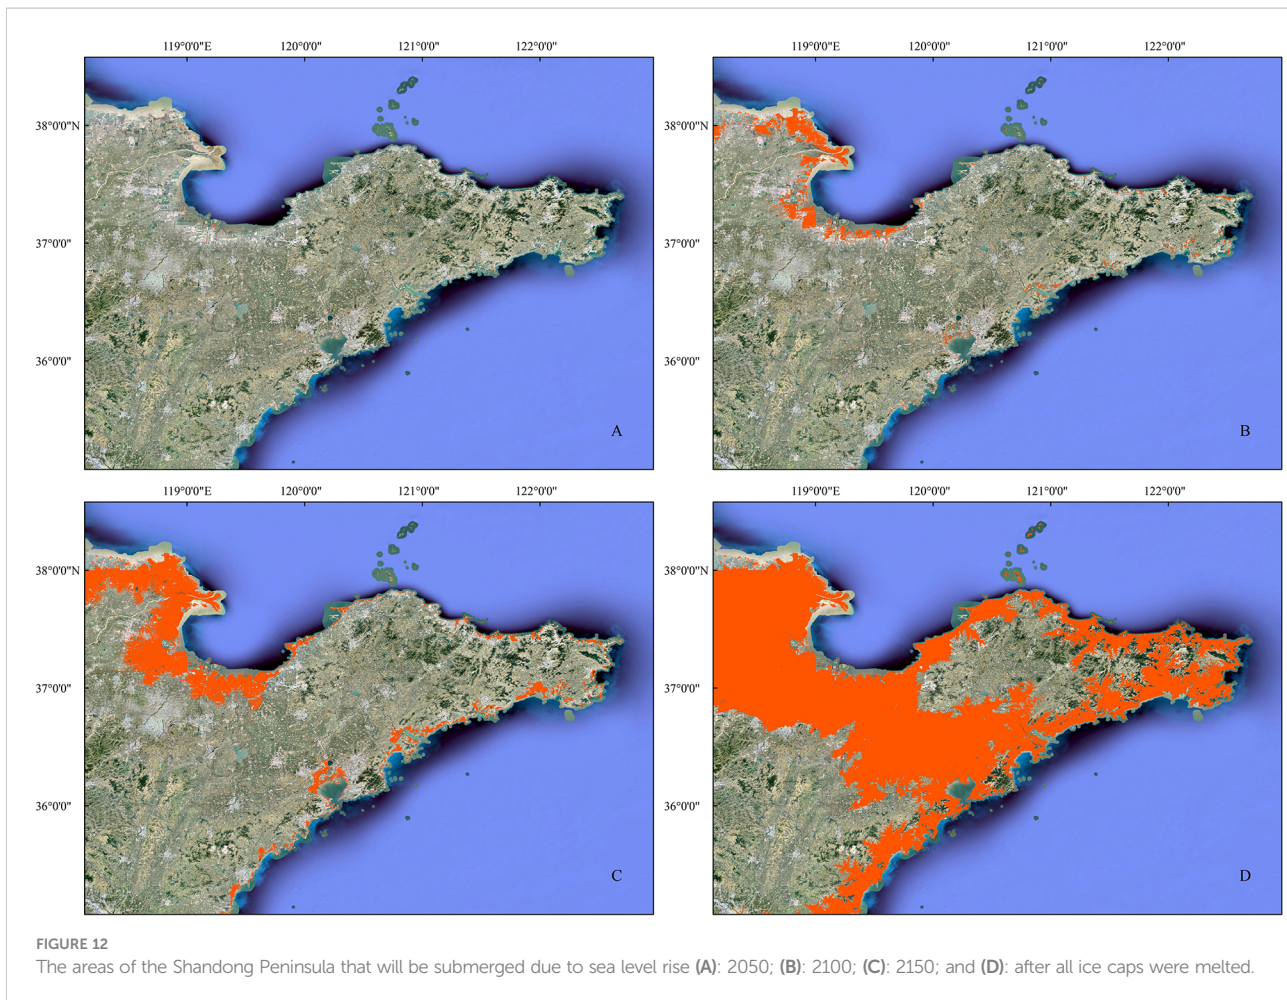 119°0'0"E 120°0'0" 121°0'0" 122°0'0"
119°0'0"E 120°0'0" 121°0'0" 122°0'0"
38°0'0"N
37°0'0"
36°0'0"
A
38°0'0"N
37°0'0"
36°0'0"
B
119°0'0"E 120°0'0" 121°0'0" 122°0'0"
119°0'0"E 120°0'0" 121°0'0" 122°0'0"
38°0'0"N
37°0'0"
36°0'0"
C
38°0'0"N
37°0'0"
36°0'0"
D
FIGURE 12
The areas of the Shandong Peninsula that will be submerged due to sea level rise (A): 2050; (B): 2100; (C): 2150; and (D): after all ice caps were melted.